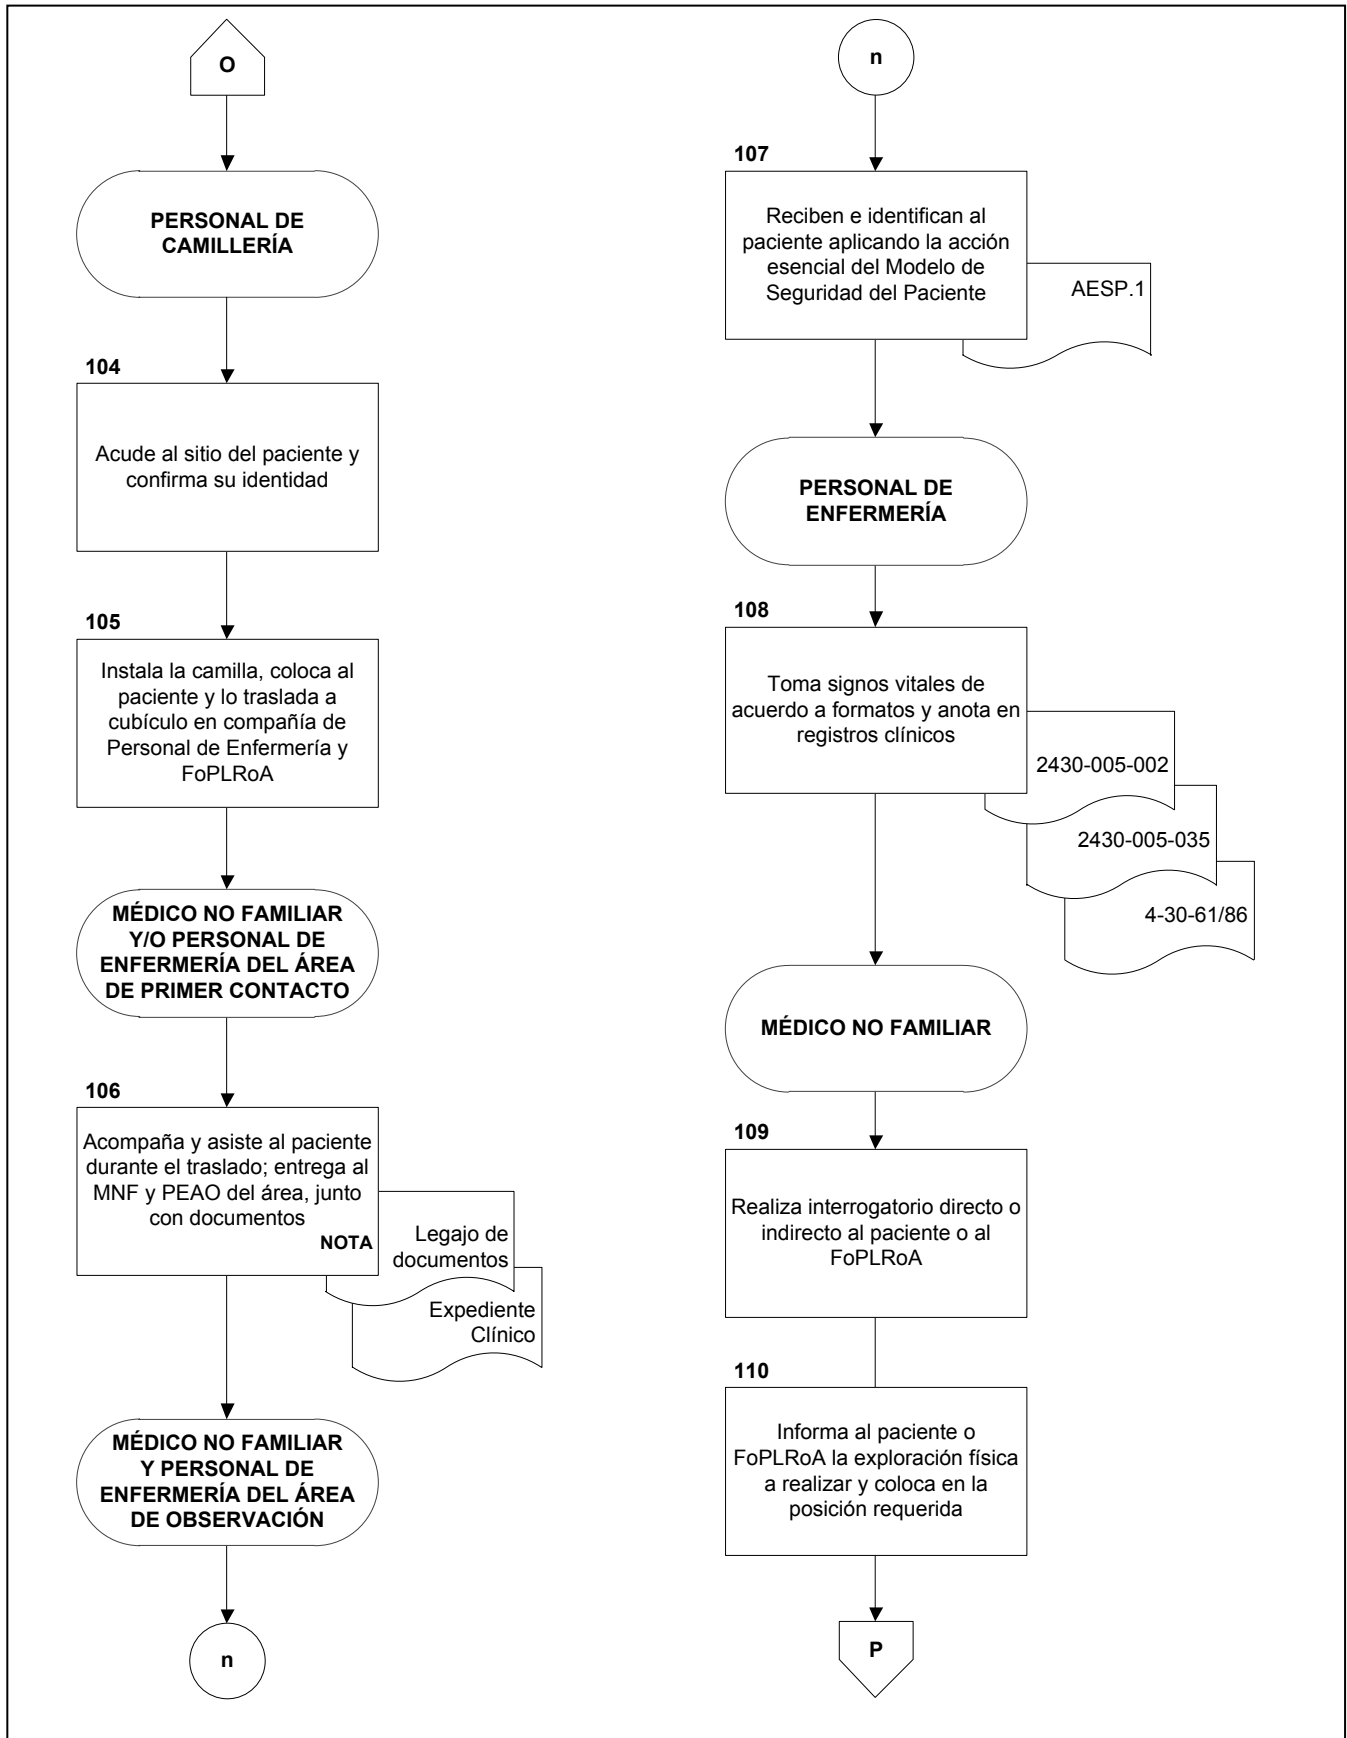 O
PERSONAL DE
CAMILLERÍA
104
Acude al sitio del paciente y
confirma su identidad
105
Instala la camilla, coloca al
paciente y lo traslada a
cubículo en compañía de
Personal de Enfermería y
FoPLRoA
MÉDICO NO FAMILIAR
Y/O PERSONAL DE
ENFERMERÍA DEL ÁREA
DE PRIMER CONTACTO
106
Acompaña y asiste al paciente
durante el traslado; entrega al
MNF y PEAO del área, junto
con documentos
NOTA
Legajo de
documentos
Expediente
Clínico
MÉDICO NO FAMILIAR
Y PERSONAL DE
ENFERMERÍA DEL ÁREA
DE OBSERVACIÓN
n
n
107
Reciben e identifican al
paciente aplicando la acción
esencial del Modelo de
Seguridad del Paciente
AESP.1
PERSONAL DE
ENFERMERÍA
108
Toma signos vitales de
acuerdo a formatos y anota en
registros clínicos
2430-005-002
2430-005-035
4-30-61/86
MÉDICO NO FAMILIAR
109
Realiza interrogatorio directo o
indirecto al paciente o al
FoPLRoA
110
Informa al paciente o
FoPLRoA la exploración física
a realizar y coloca en la
posición requerida
P